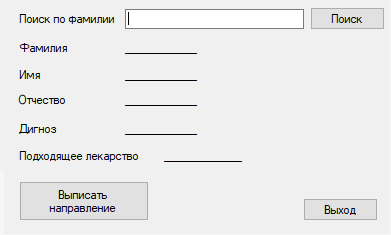 Поиск по фамилии
Поиск
Фамилия
Имя
Отчество
Дигноз
Подходящее лекарство
Выписать
направление
Выход